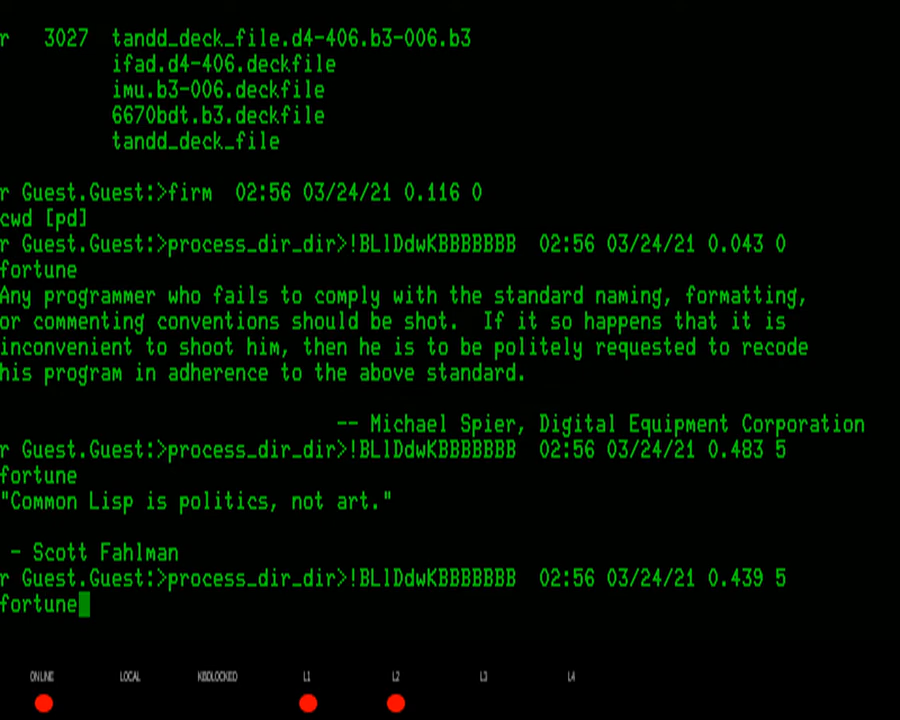 r   3027  tandd_deck_file.d4-406.b3-006.b3
ifad.d4-406.deckfile
imu.b3-006.deckfile
6670bdt.b3.deckfile
tandd_deck_file
r Guest.Guest:>firm  02:56 03/24/21 0.116 0
cwd [pd]
r Guest.Guest:>process_dir_dir>!BLlDdwKBBBBBBB  02:56 03/24/21 0.043 0
fortune
Any programmer who fails to comply with the standard naming, formatting,
or commenting conventions should be shot.  If it so happens that it is
inconvenient to shoot him, then he is to be politely requested to recode
his program in adherence to the above standard.
-- Michael Spier, Digital Equipment Corporation
r Guest.Guest:>process_dir_dir>!BLlDdwKBBBBBBB  02:56 03/24/21 0.483 5
fortune
"Common Lisp is politics, not art."
- Scott Fahlman
r Guest.Guest:>process_dir_dir>!BLlDdwKBBBBBBB  02:56 03/24/21 0.439 5
fortune
ONLINE LOCAL KBDLOCKED L1 L2 L3 L4